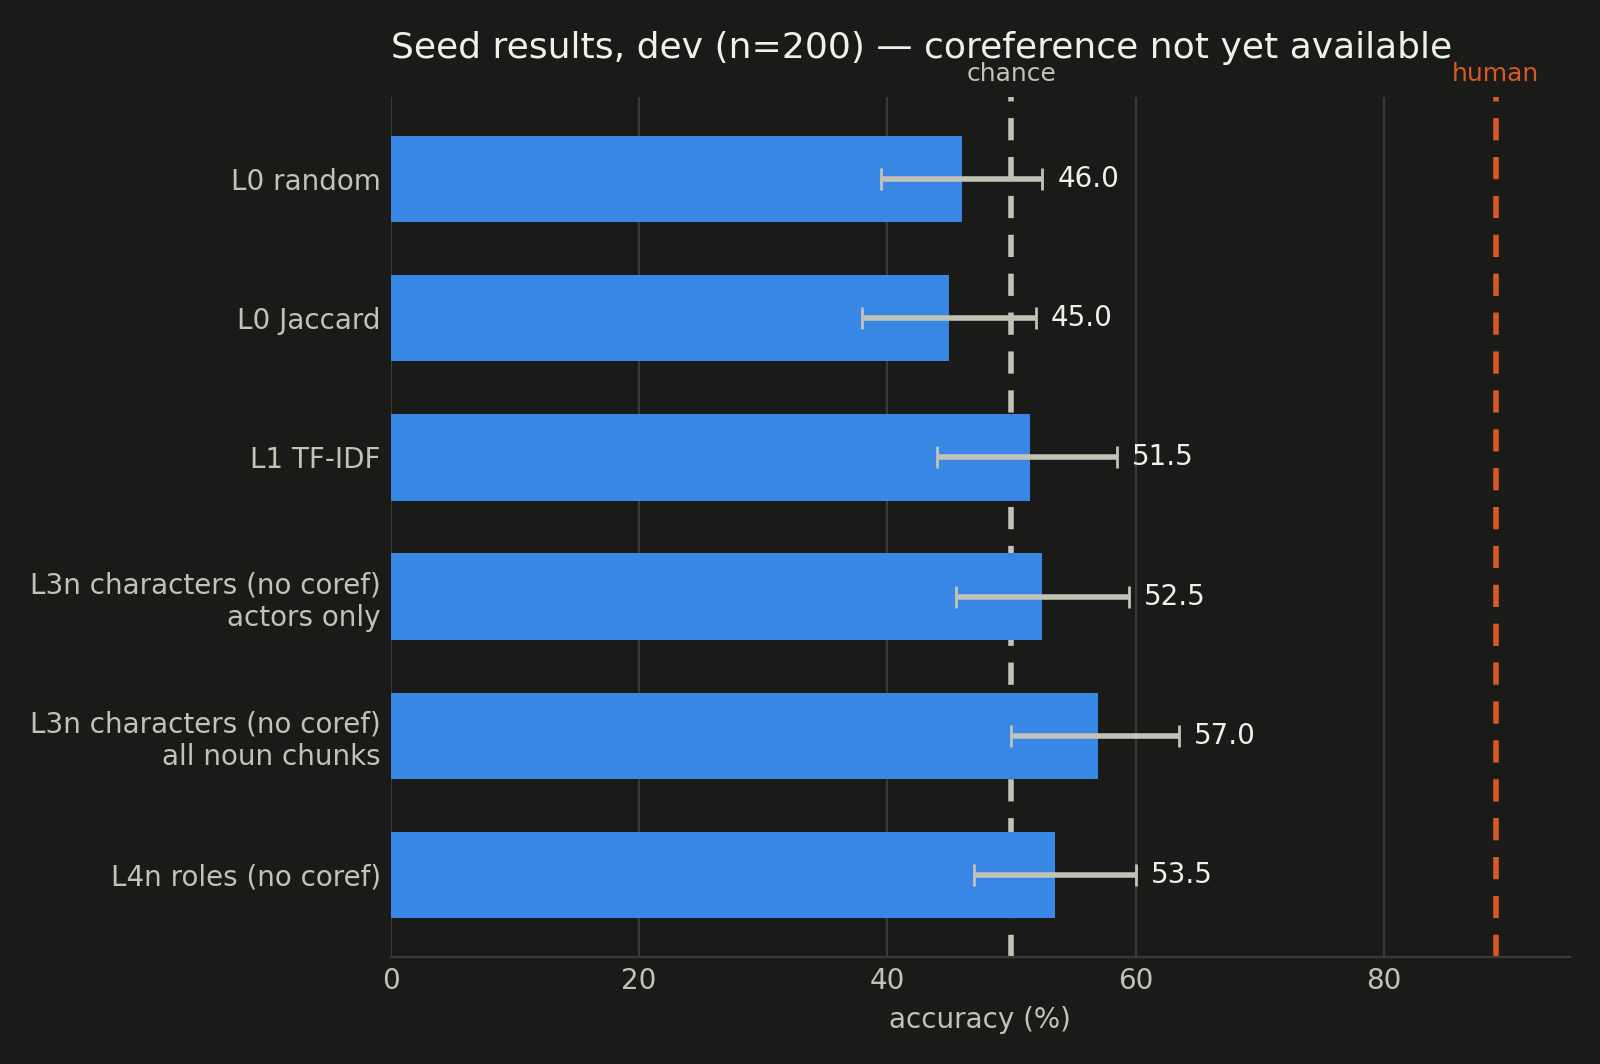 Seed results, dev (n=200) — coreference not yet available
chance
human
L0 random
46.0
L0 Jaccard
45.0
L1 TF-IDF
51.5
L3n characters (no coref)
actors only
52.5
L3n characters (no coref)
all noun chunks
57.0
L4n roles (no coref)
53.5
0 20 40 60 80
accuracy (%)